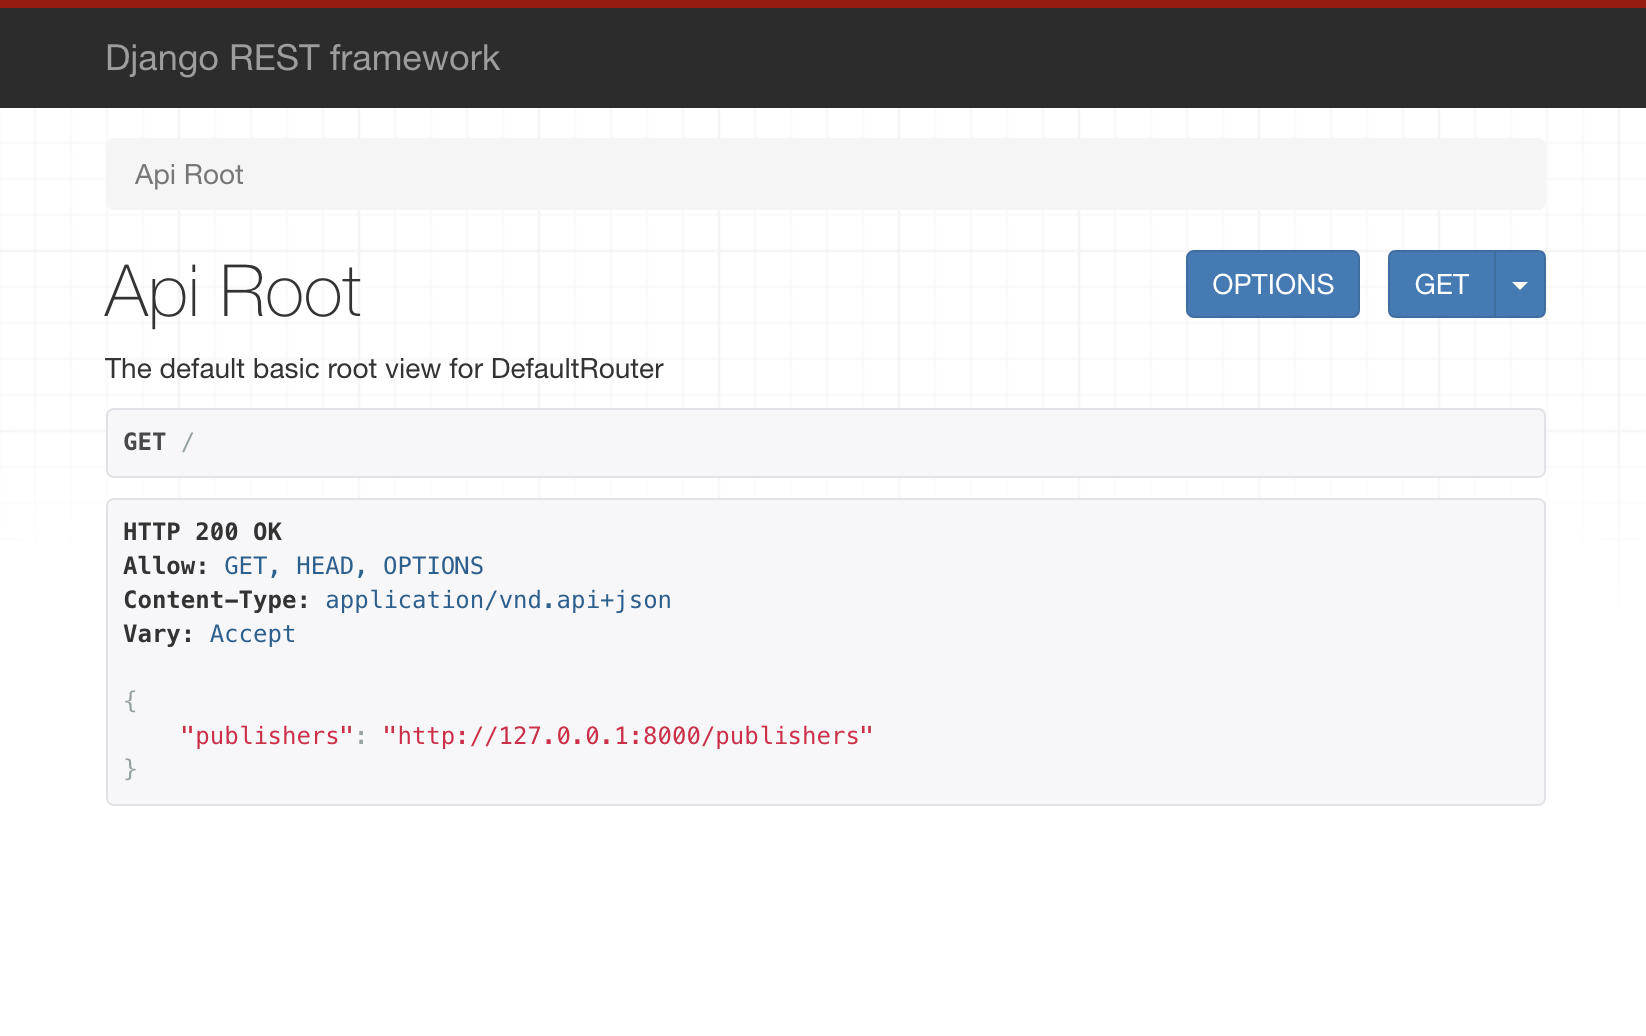 Django REST framework
Api Root
Api Root
OPTIONS
GET
The default basic root view for DefaultRouter
GET /
HTTP 200 OK
Allow: GET, HEAD, OPTIONS
Content-Type: application/vnd.api+json
Vary: Accept
{
    "publishers": "http://127.0.0.1:8000/publishers"
}